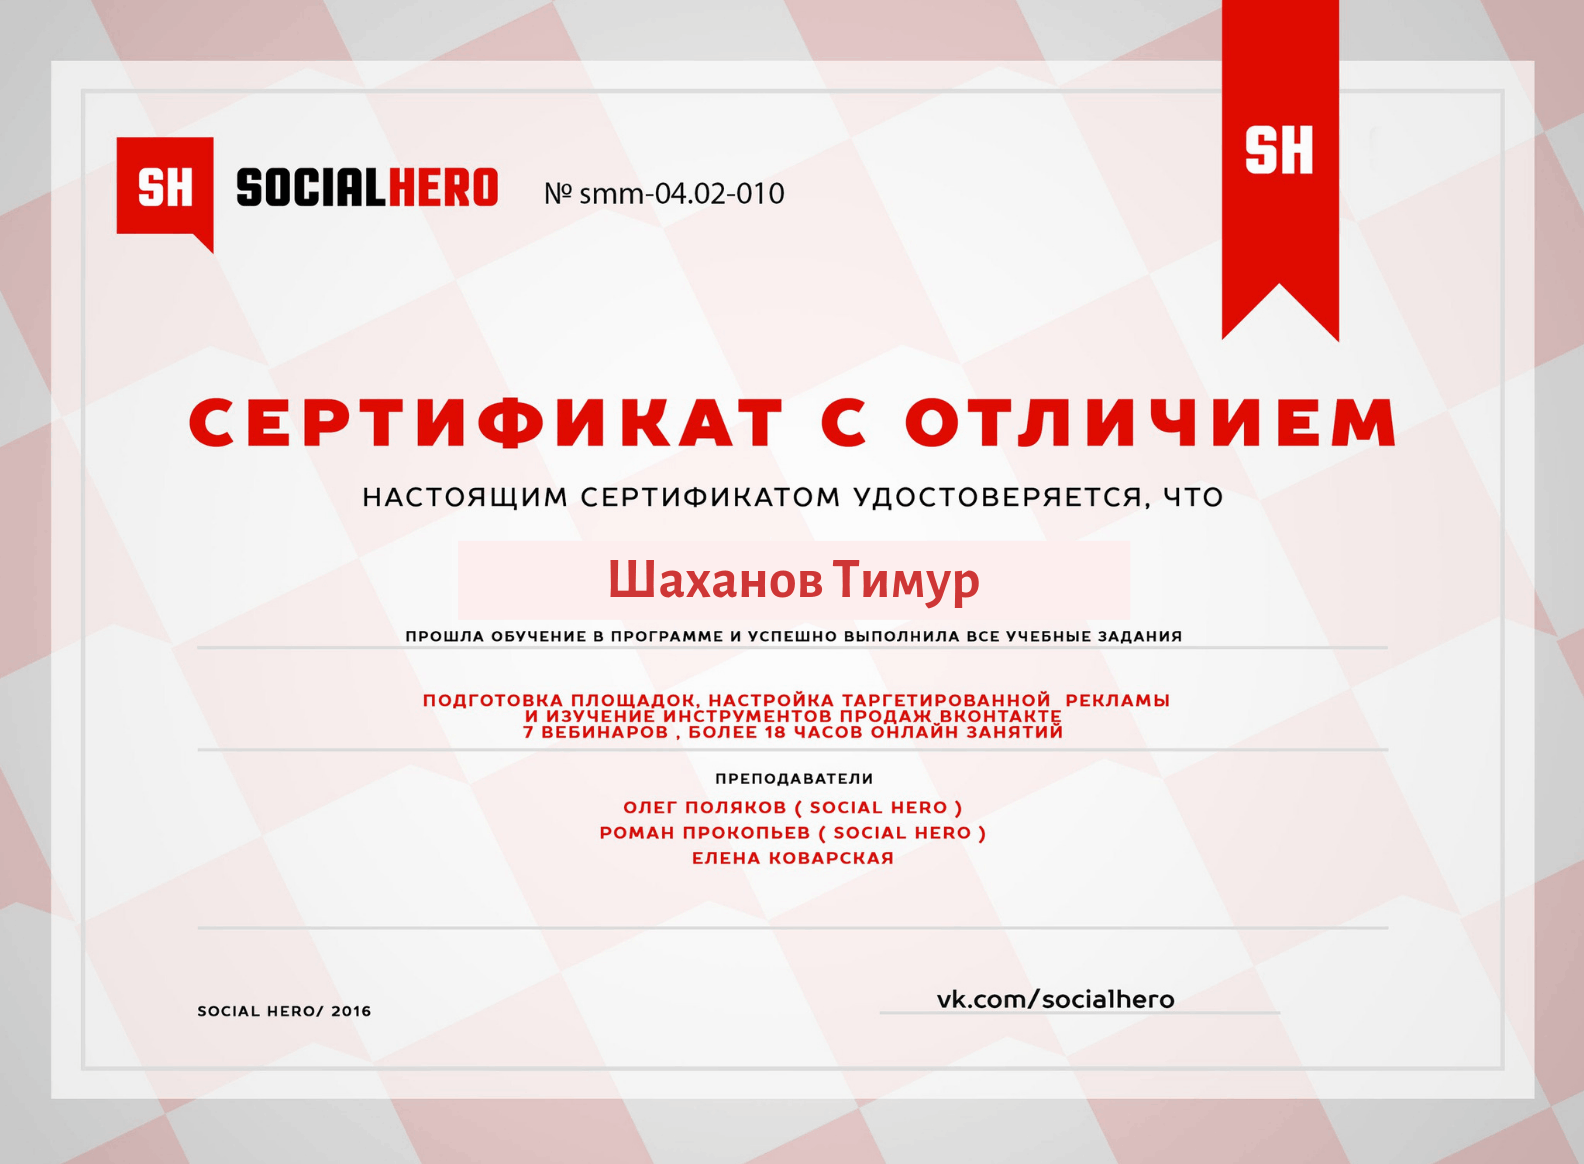 SH
SH SOCIALHERO № smm-04.02-010
СЕРТИФИКАТ С ОТЛИЧИЕМ
НАСТОЯЩИМ СЕРТИФИКАТОМ УДОСТОВЕРЯЕТСЯ, ЧТО
Шаханов Тимур
ПРОШЛА ОБУЧЕНИЕ В ПРОГРАММЕ И УСПЕШНО ВЫПОЛНИЛА ВСЕ УЧЕБНЫЕ ЗАДАНИЯ
ПОДГОТОВКА ПЛОЩАДОК, НАСТРОЙКА ТАРГЕТИРОВАННОЙ РЕКЛАМЫ
И ИЗУЧЕНИЕ ИНСТРУМЕНТОВ ПРОДАЖ ВКОНТАКТЕ
7 ВЕБИНАРОВ , БОЛЕЕ 18 ЧАСОВ ОНЛАЙН ЗАНЯТИЙ
ПРЕПОДАВАТЕЛИ
ОЛЕГ ПОЛЯКОВ ( SOCIAL HERO )
РОМАН ПРОКОПЬЕВ ( SOCIAL HERO )
ЕЛЕНА КОВАРСКАЯ
SOCIAL HERO/ 2016
vk.com/socialhero